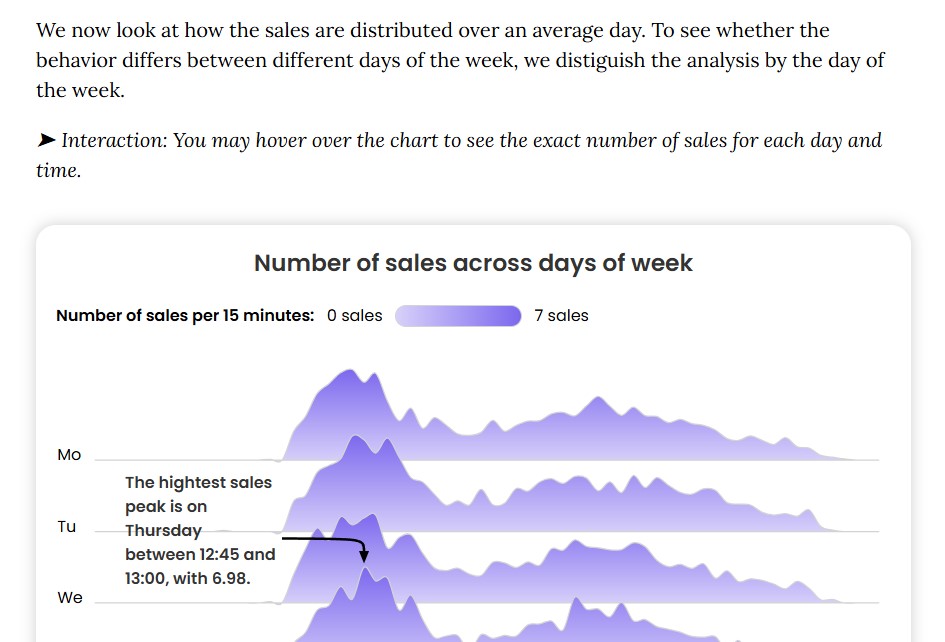 We now look at how the sales are distributed over an average day. To see whether the
behavior differs between different days of the week, we distiguish the analysis by the day of
the week.
➤ Interaction: You may hover over the chart to see the exact number of sales for each day and
time.
Number of sales across days of week
Number of sales per 15 minutes: 0 sales 7 sales
Mo
The hightest sales
peak is on
Tu
Thursday
between 12:45 and
13:00, with 6.98.
We